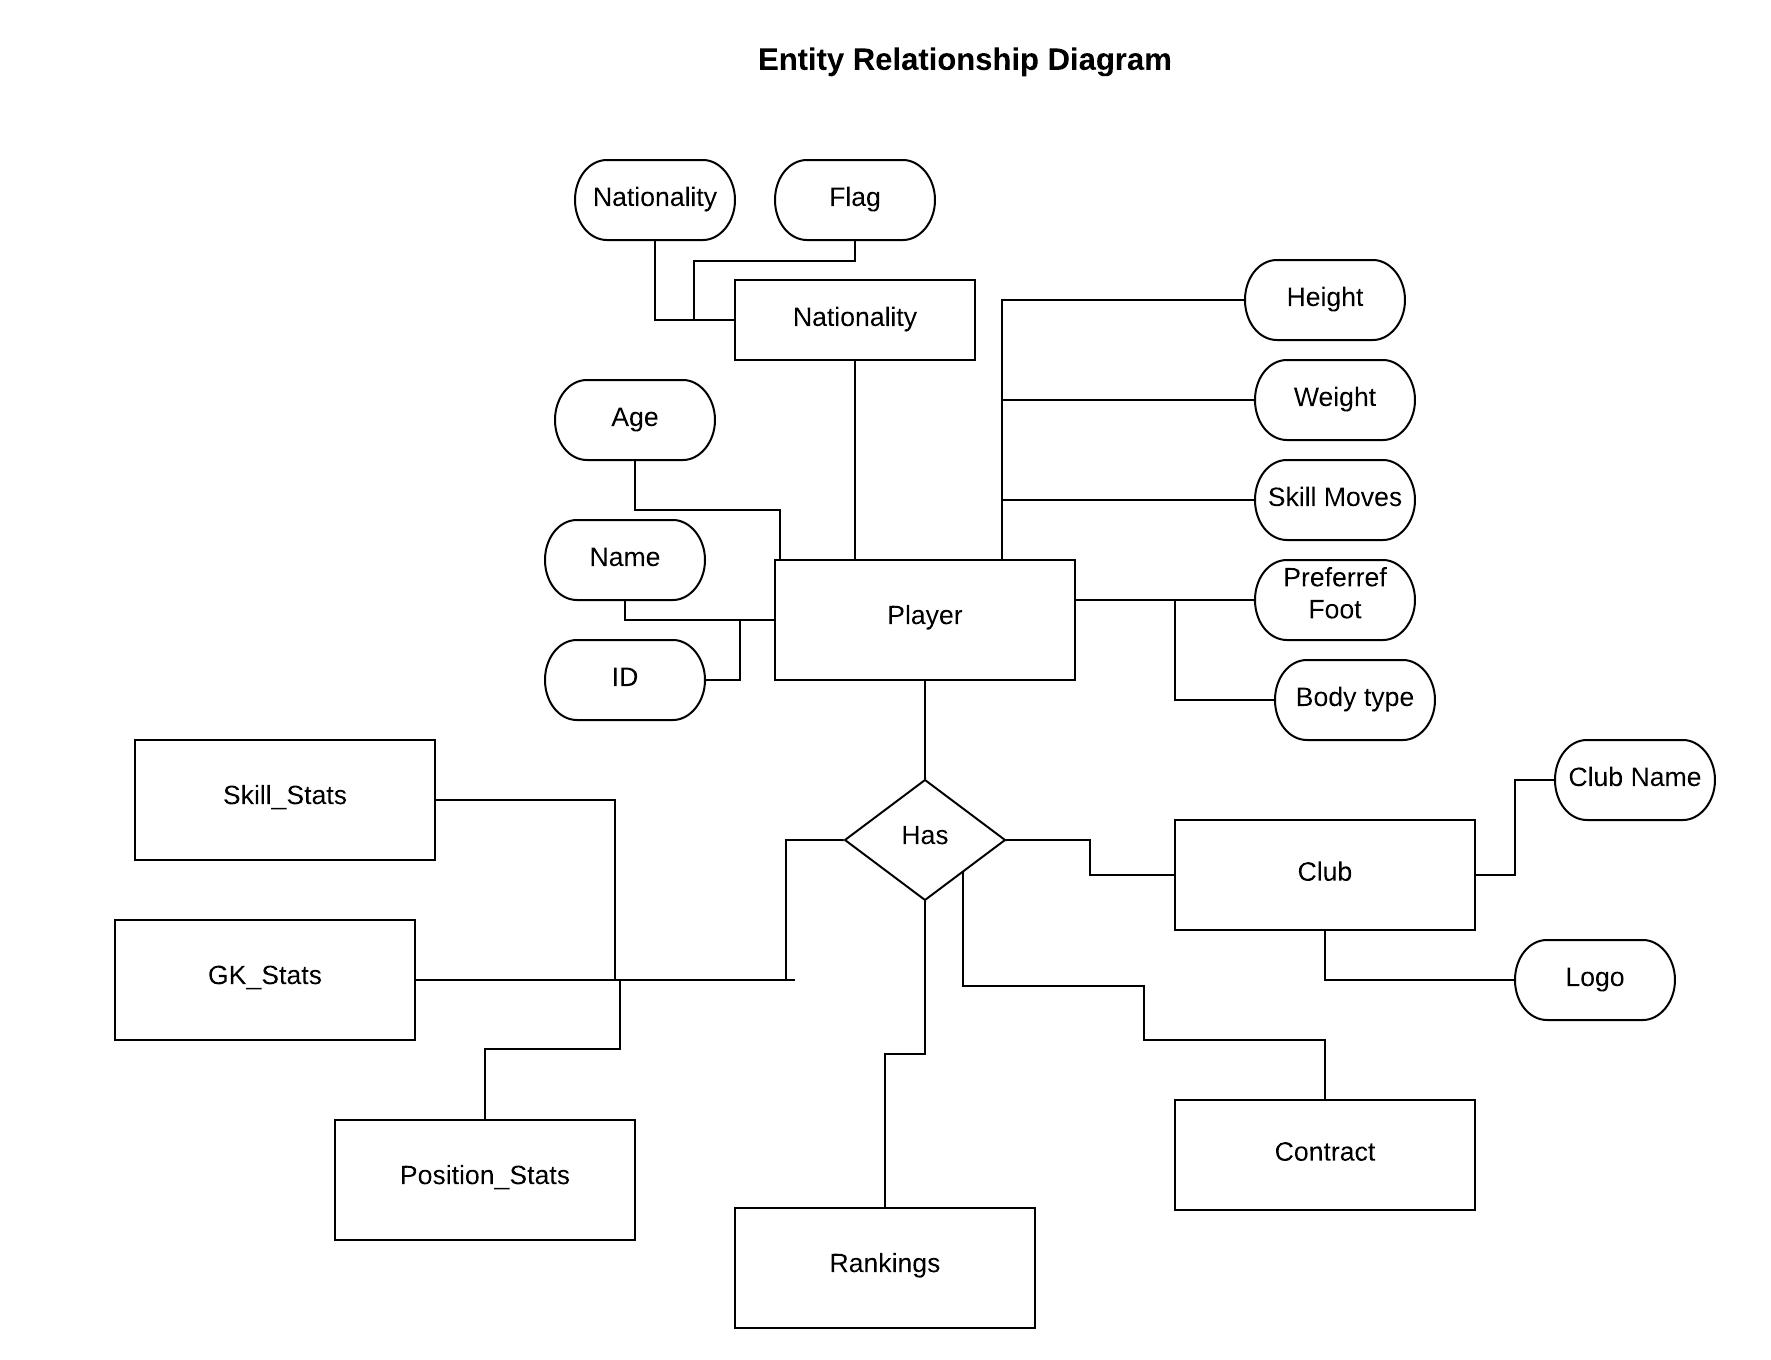 Entity Relationship Diagram
Nationality
Flag
Nationality
Height
Weight
Age
Skill Moves
Name
Preferref
Foot
Player
ID
Body type
Club Name
Skill_Stats
Has
Club
GK_Stats
Logo
Contract
Position_Stats
Rankings